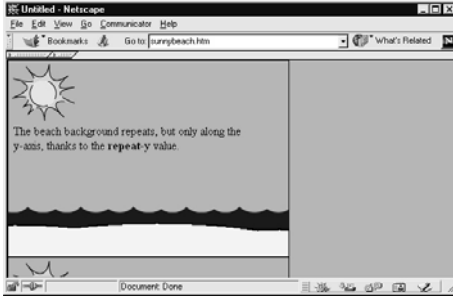 Untitled - Netscape
File Edit View Go Communicator Help
Bookmarks Go to: sunnybeach.htm What's Related N
The beach background repeats, but only along the
y-axis, thanks to the repeat-y value.
Document: Done